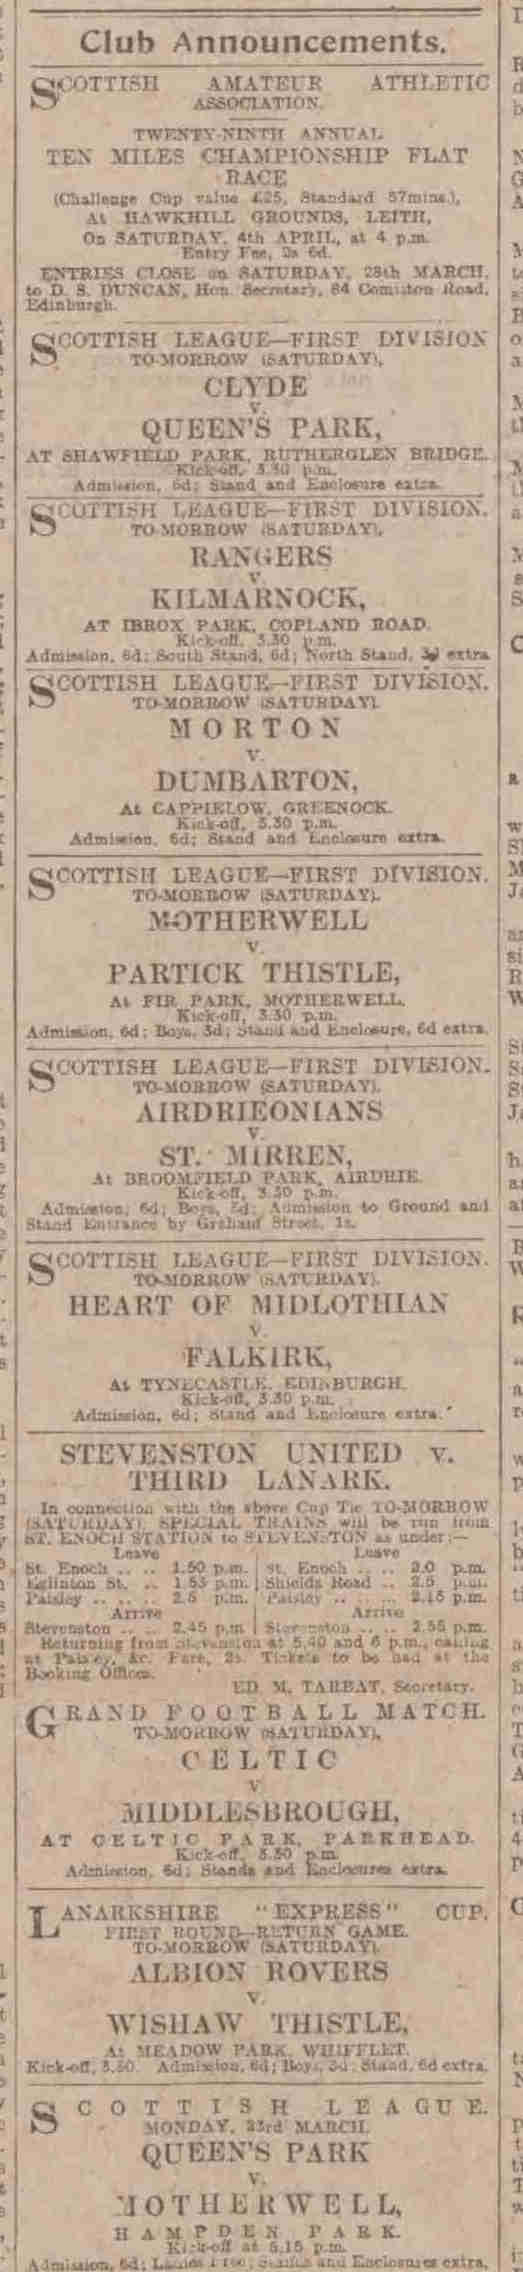 Club Announcements.
SCOTTISH AMATEUR ATHLETIC
ASSOCIATION.
TWENTY-NINTH ANNUAL
TEN MILES CHAMPIONSHIP FLAT
RACE
(Challenge Cup value £25, Standard 57mins.),
At HAWKHILL GROUNDS, LEITH,
On SATURDAY, 4th APRIL, at 4 p.m.
Entry Fee, 2s 6d.
ENTRIES CLOSE on SATURDAY, 28th MARCH,
to D. S. DUNCAN, Hon. Secretary, 84 Comiston Road,
Edinburgh.
SCOTTISH LEAGUE—FIRST DIVISION
TO-MORROW (SATURDAY),
CLYDE
v.
QUEEN'S PARK,
AT SHAWFIELD PARK, RUTHERGLEN BRIDGE.
Kick-off, 3.30 p.m.
Admission, 6d; Stand and Enclosure extra.
SCOTTISH LEAGUE—FIRST DIVISION.
TO-MORROW (SATURDAY),
RANGERS
v.
KILMARNOCK,
AT IBROX PARK, COPLAND ROAD.
Kick-off, 3.30 p.m.
Admission, 6d; South Stand, 6d; North Stand, extra
SCOTTISH LEAGUE—FIRST DIVISION.
TO-MORROW (SATURDAY).
MORTON
v.
DUMBARTON,
At CAPPIELOW, GREENOCK.
Kick-off, 3.30 p.m.
Admission, 6d; Stand and Enclosure extra.
SCOTTISH LEAGUE—FIRST DIVISION.
TO-MORROW (SATURDAY).
MOTHERWELL
v.
PARTICK THISTLE,
At FIR PARK, MOTHERWELL.
Kick-off, 3.30 p.m.
Admission, 6d; Boys, 3d; Stand and Enclosure, 6d extra.
SCOTTISH LEAGUE—FIRST DIVISION.
TO-MORROW (SATURDAY).
AIRDRIEONIANS
v.
ST. MIRREN,
At BROOMFIELD PARK, AIRDRIE.
Kick-off, 3.30 p.m.
Admission, 6d; Boys, 3d; Admission to Ground and
Stand Entrance by Graham Street, 1s.
SCOTTISH LEAGUE—FIRST DIVISION.
TO-MORROW (SATURDAY).
HEART OF MIDLOTHIAN
v.
FALKIRK,
At TYNECASTLE, EDINBURGH.
Kick-off, 3.30 p.m.
Admission, 6d; Stand and Enclosure extra.
STEVENSTON UNITED v.
THIRD LANARK.
In connection with the above Cup Tie TO-MORROW
(SATURDAY) SPECIAL TRAINS will be run from
ST. ENOCH STATION to STEVENSTON as under:—
Leave Leave
St. Enoch .. .. 1.50 p.m. St. Enoch .. .. 2.0 p.m.
Eglinton St. .. 1.53 p.m. Shields Road .. 2.5 p.m.
Paisley .. .. .. 2.5 p.m. Paisley .. .. .. 2.15 p.m.
Arrive Arrive
Stevenston .. .. 2.45 p.m. Stevenston .. .. 2.55 p.m.
Returning from Stevenston at 5.40 and 6 p.m., calling
at Paisley, &c. Fare, 2s. Tickets to be had at the
Booking Offices.
ED. M. TARBAT, Secretary.
GRAND FOOTBALL MATCH.
TO-MORROW (SATURDAY),
CELTIC
v
MIDDLESBROUGH,
AT CELTIC PARK, PARKHEAD.
Kick-off, 3.30 p.m.
Admission, 6d; Stands and Enclosures extra.
LANARKSHIRE "EXPRESS" CUP.
FIRST ROUND—RETURN GAME.
TO-MORROW (SATURDAY).
ALBION ROVERS
v.
WISHAW THISTLE,
At MEADOW PARK, WHIFFLET.
Kick-off, 3.30. Admission, 6d; Boys, 3d; Stand, 6d extra.
SCOTTISH LEAGUE.
MONDAY, 23rd MARCH.
QUEEN'S PARK
v.
MOTHERWELL,
HAMPDEN PARK.
Kick-off at 5.15 p.m.
Admission, 6d; Ladies Free; Stands and Enclosures extra.